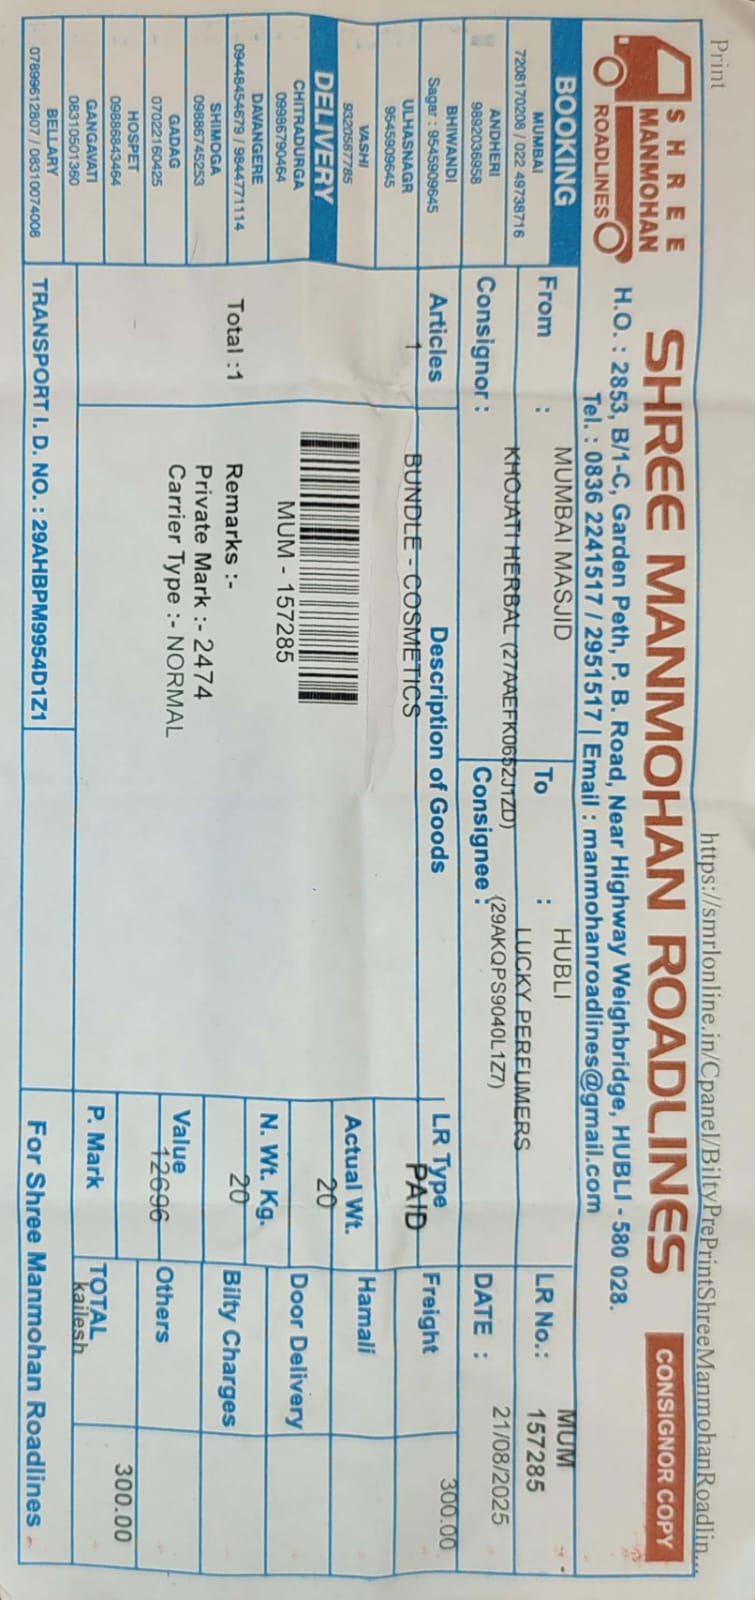 Print
https://smrlonline.in/Cpanel/BiltyPrePrintShreeManmohanRoadlin...
SHREE
MANMOHAN
ROADLINES
SHREE MANMOHAN ROADLINES
CONSIGNOR COPY
H.O. : 2853, B/1-C, Garden Peth, P. B. Road, Near Highway Weighbridge, HUBLI - 580 028.
Tel. : 0836 2241517 / 2951517 | Email : manmohanroadlines@gmail.com
BOOKING
MUMBAI
7208170208 / 022 49738716
ANDHERI
9892036958
BHIWANDI
Sagar : 9545909645
ULHASNAGR
9545909645
VASHI
9320587785
DELIVERY
CHITRADURGA
09986790464
DAVANGERE
09448454679 / 9844771114
SHIMOGA
09886745253
GADAG
07022160425
HOSPET
09886843464
GANGAVATI
08310501360
BELLARY
07899612807 / 08310074008
From : MUMBAI MASJID
To : HUBLI
LR No.: MUM
157285
Consignor :
KHOJATI HERBAL (27AAEFK0652J1ZD)
Consignee :
LUCKY PERFUMERS
(29AKQPS9040L1Z7)
DATE : 21/08/2025
Articles
Description of Goods
LR Type
PAID
Freight
300.00
1
BUNDLE - COSMETICS
Actual Wt.
20
Hamali
MUM - 157285
N. Wt. Kg.
20
Door Delivery
Total :1
Remarks :-
Private Mark :- 2474
Carrier Type :- NORMAL
Bilty Charges
Value
12696
Others
P. Mark
TOTAL
kailesh
300.00
TRANSPORT I. D. NO. : 29AHBPM9954D1Z1
For Shree Manmohan Roadlines